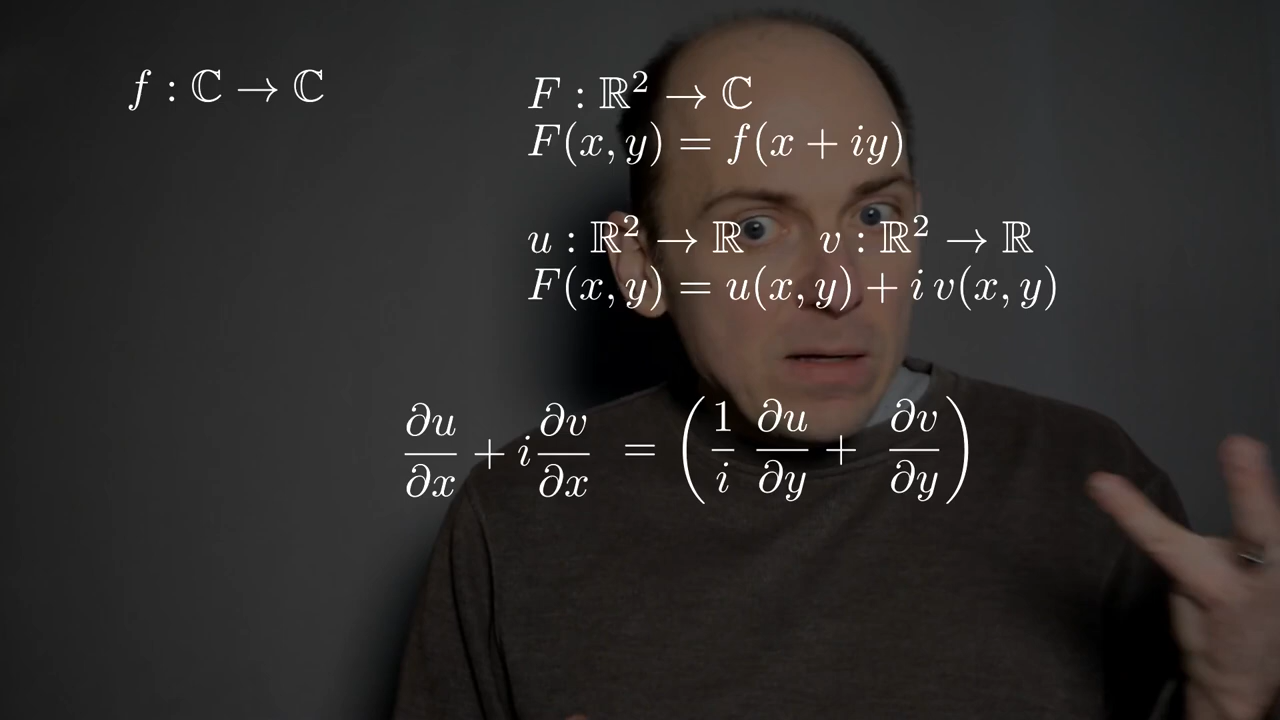 f : ℂ → ℂ
F : ℝ² → ℂ
F(x, y) = f(x + iy)
u : ℝ² → ℝ v : ℝ² → ℝ
F(x, y) = u(x, y) + i v(x, y)
∂u/∂x + i ∂v/∂x = (1/i ∂u/∂y + ∂v/∂y)